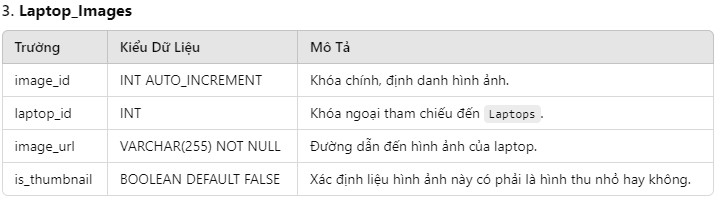 3. Laptop_Images
Trường Kiểu Dữ Liệu Mô Tả
image_id INT AUTO_INCREMENT Khóa chính, định danh hình ảnh.
laptop_id INT Khóa ngoại tham chiếu đến Laptops.
image_url VARCHAR(255) NOT NULL Đường dẫn đến hình ảnh của laptop.
is_thumbnail BOOLEAN DEFAULT FALSE Xác định liệu hình ảnh này có phải là hình thu nhỏ hay không.